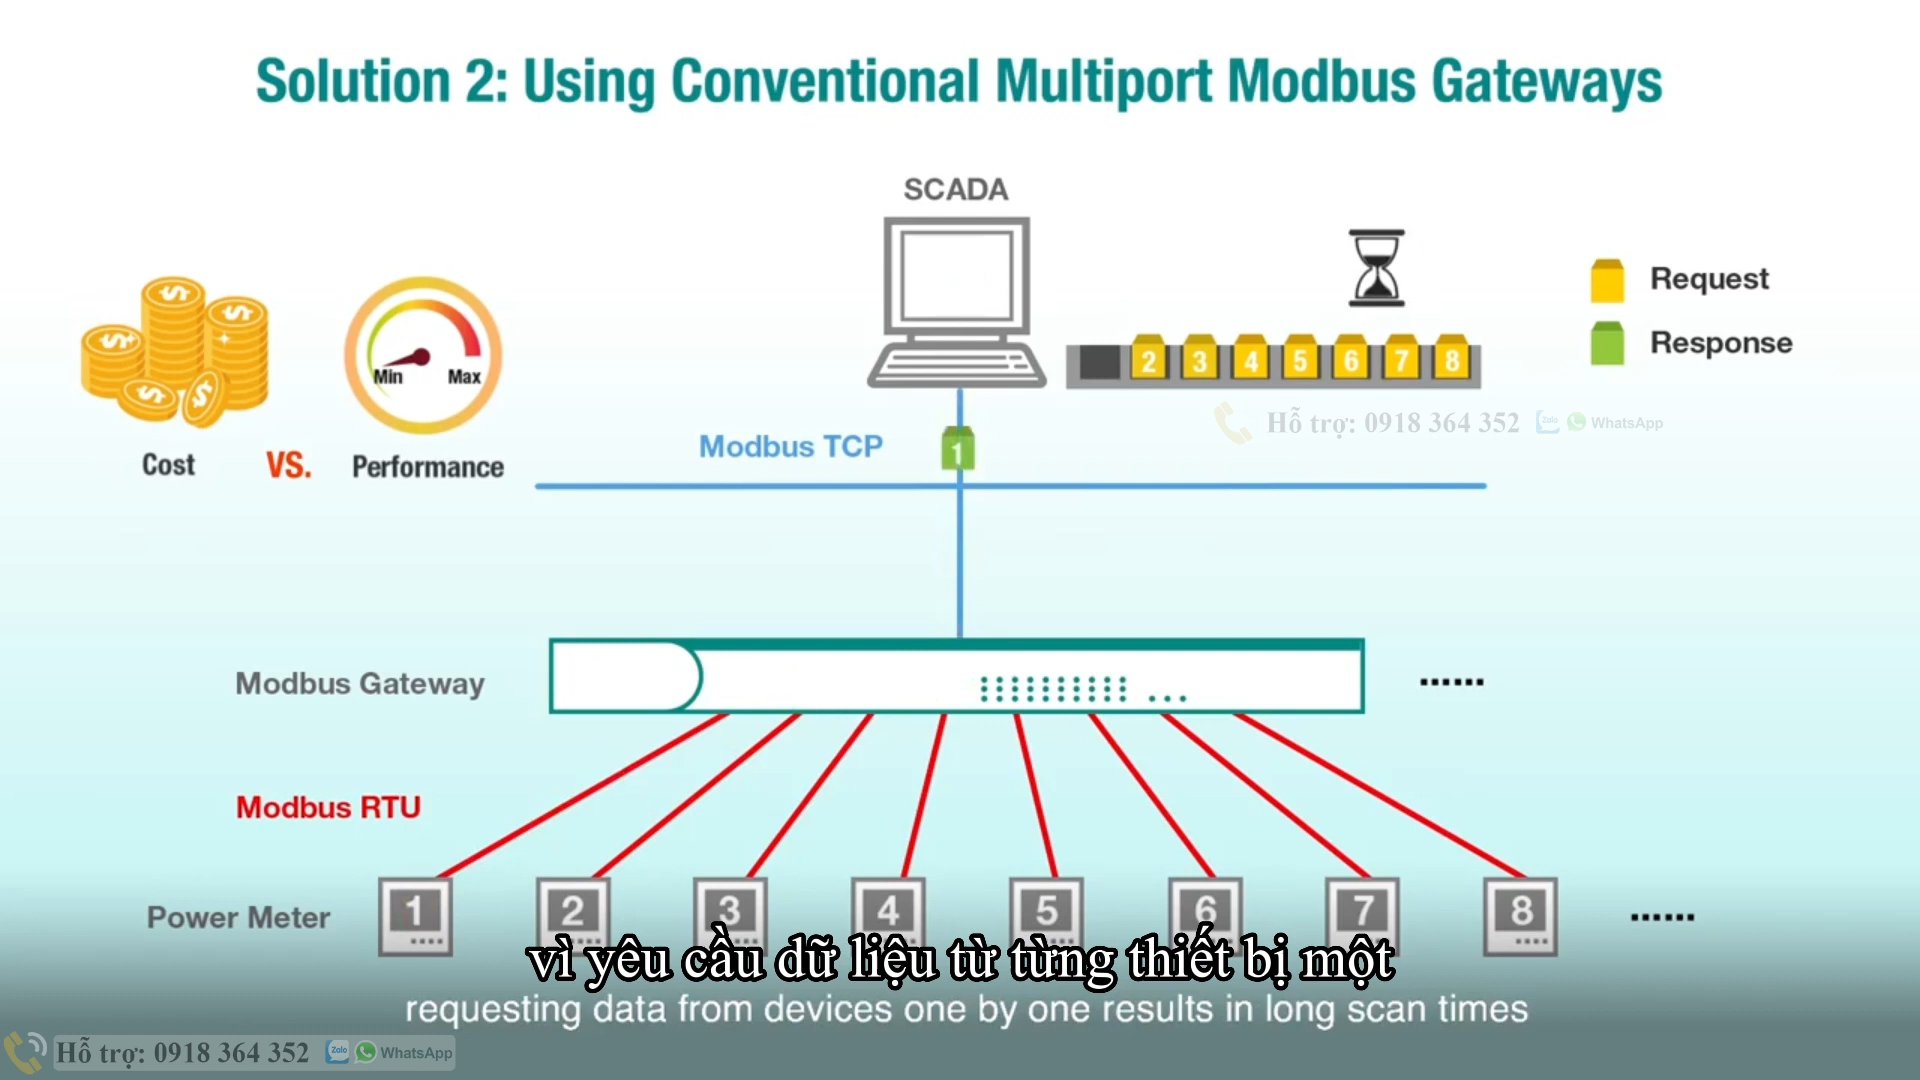 Solution 2: Using Conventional Multiport Modbus Gateways
SCADA
Request
Response
2 3 4 5 6 7 8
Min Max
Cost VS. Performance
Modbus TCP
1
Hỗ trợ: 0918 364 352 Zalo WhatsApp
Modbus Gateway
......
Modbus RTU
Power Meter
1 2 3 4 5 6 7 8
......
vì yêu cầu dữ liệu từ từng thiết bị một
requesting data from devices one by one results in long scan times
Hỗ trợ: 0918 364 352 Zalo WhatsApp